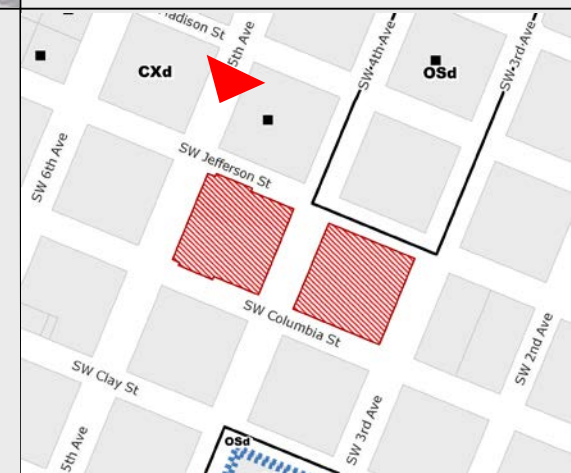 Madison St
5th Ave
SW 4th Ave
SW 3rd Ave
CXd
OSd
SW 6th Ave
SW Jefferson St
SW Columbia St
SW 2nd Ave
SW Clay St
SW 3rd Ave
5th Ave
OSd